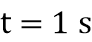 t = 1 s